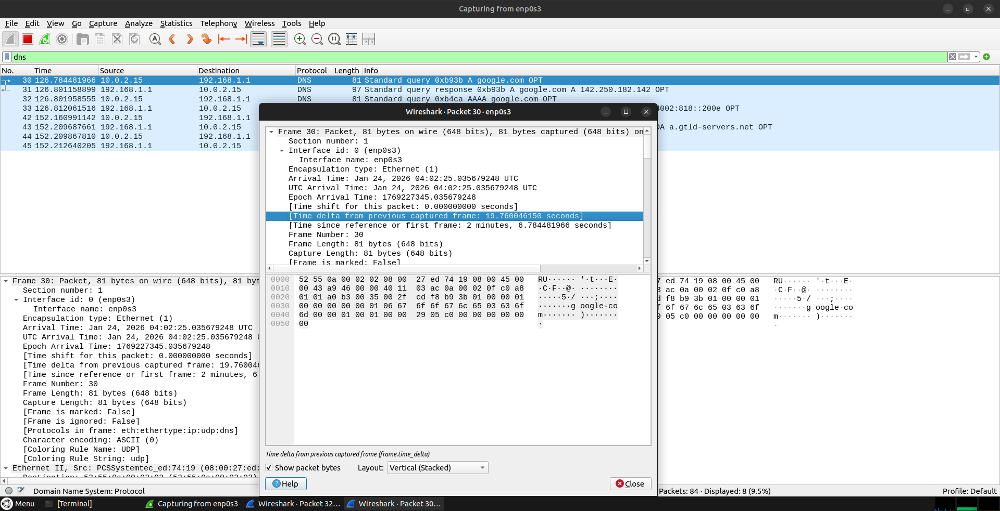 Capturing from enp0s3
File Edit View Go Capture Analyze Statistics Telephony Wireless Tools Help
dns
No. Time Source Destination Protocol Length Info
30 126.784481966 10.0.2.15 192.168.1.1 DNS 81 Standard query 0xb93b A google.com OPT
31 126.801158899 192.168.1.1 10.0.2.15 DNS 97 Standard query response 0xb93b A google.com A 142.250.182.142 OPT
32 126.801958555 10.0.2.15 192.168.1.1 DNS 81 Standard query 0xb4ca AAAA google.com OPT
33 126.812061516 192.168.1.1 10.0.2.15 4002:818::200e OPT
42 152.160991142 10.0.2.15 192.168.1.1
43 152.209687661 192.168.1.1 10.0.2.15 OA a.gtld-servers.net OPT
44 152.209867810 10.0.2.15 192.168.1.1
45 152.212640205 192.168.1.1 10.0.2.15
Wireshark · Packet 30 · enp0s3
Frame 30: Packet, 81 bytes on wire (648 bits), 81 bytes captured (648 bits) on
Section number: 1
Interface id: 0 (enp0s3)
Interface name: enp0s3
Encapsulation type: Ethernet (1)
Arrival Time: Jan 24, 2026 04:02:25.035679248 UTC
UTC Arrival Time: Jan 24, 2026 04:02:25.035679248 UTC
Epoch Arrival Time: 1769227345.035679248
[Time shift for this packet: 0.000000000 seconds]
[Time delta from previous captured frame: 19.760046150 seconds]
[Time since reference or first frame: 2 minutes, 6.784481966 seconds]
Frame Number: 30
Frame Length: 81 bytes (648 bits)
Capture Length: 81 bytes (648 bits)
[Frame is marked: False]
0000 52 55 0a 00 02 02 08 00 27 ed 74 19 08 00 45 00 RU······ '·t···E·
0010 00 43 a9 46 00 00 40 11 03 ac 0a 00 02 0f c0 a8 ·C·F··@· ········
0020 01 01 a0 b3 00 35 00 2f cd f8 b9 3b 01 00 00 01 ·····5·/ ···;····
0030 00 00 00 00 00 01 06 67 6f 6f 67 6c 65 03 63 6f ·······g oogle·co
0040 6d 00 00 01 00 01 00 00 29 05 c0 00 00 00 00 00 m······· )·······
0050 00 ·
Time delta from previous captured frame (frame.time_delta)
Show packet bytes Layout: Vertical (Stacked)
Help Close
Frame 30: Packet, 81 bytes on wire (648 bits), 81 byt
Section number: 1
Interface id: 0 (enp0s3)
Interface name: enp0s3
Encapsulation type: Ethernet (1)
Arrival Time: Jan 24, 2026 04:02:25.035679248 UTC
UTC Arrival Time: Jan 24, 2026 04:02:25.035679248 U
Epoch Arrival Time: 1769227345.035679248
[Time shift for this packet: 0.000000000 seconds]
[Time delta from previous captured frame: 19.76004
[Time since reference or first frame: 2 minutes, 6
Frame Number: 30
Frame Length: 81 bytes (648 bits)
Capture Length: 81 bytes (648 bits)
[Frame is marked: False]
[Frame is ignored: False]
[Protocols in frame: eth:ethertype:ip:udp:dns]
Character encoding: ASCII (0)
[Coloring Rule Name: UDP]
[Coloring Rule String: udp]
Ethernet II, Src: PCSSystemtec_ed:74:19 (08:00:27:ed:
Destination: 52:55:0a:00:02:02 (52:55:0a:00:02:02)
7 ed 74 19 08 00 45 00 RU······ '·t···E·
3 ac 0a 00 02 0f c0 a8 ·C·F··@· ········
d f8 b9 3b 01 00 00 01 ·····5·/ ···;····
f 6f 67 6c 65 03 63 6f ·······g oogle·co
9 05 c0 00 00 00 00 00 m······· )·······
·
Domain Name System: Protocol Packets: 84 · Displayed: 8 (9.5%) Profile: Default
Menu [Terminal] Capturing from enp0s3 Wireshark · Packet 32... Wireshark · Packet 30...